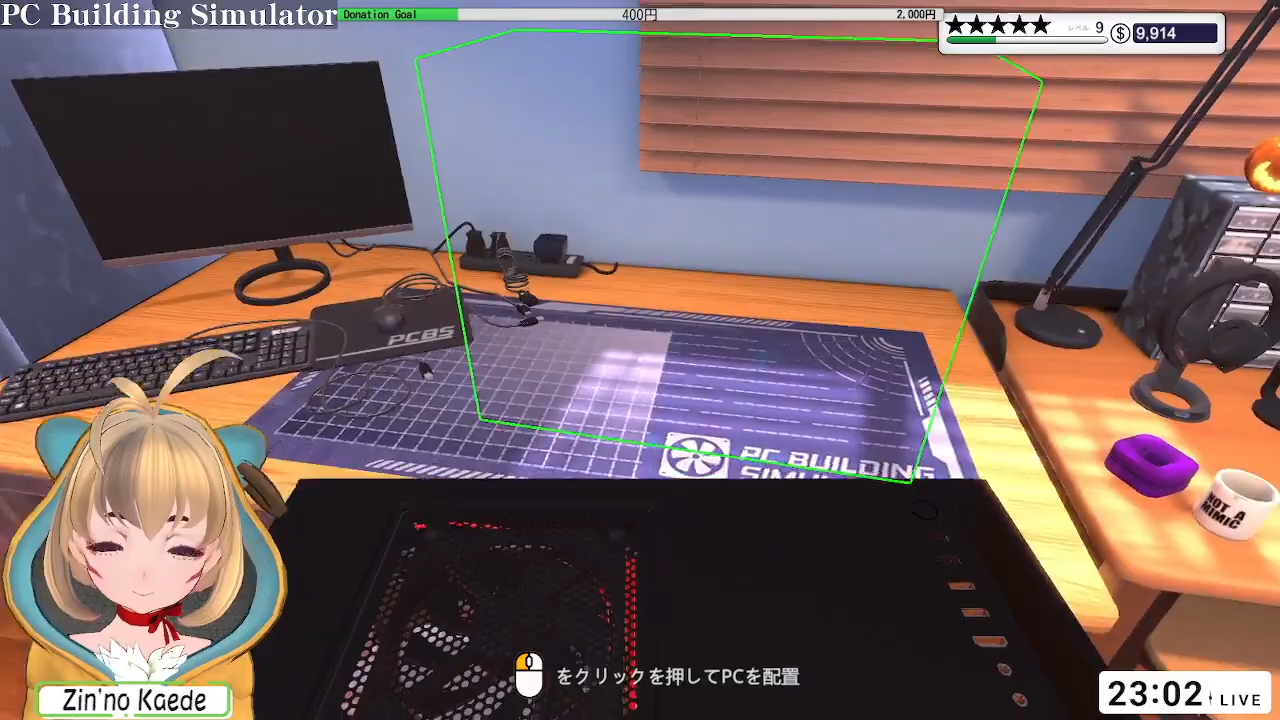 PC Building Simulator
Donation Goal
400円
2,000円
レベル 9
$ 9,914
PCBS
PC BUILDING
SIMU
NOT A
MIMIC
をクリックを押してPCを配置
Zin'no Kaede
23:02 LIVE